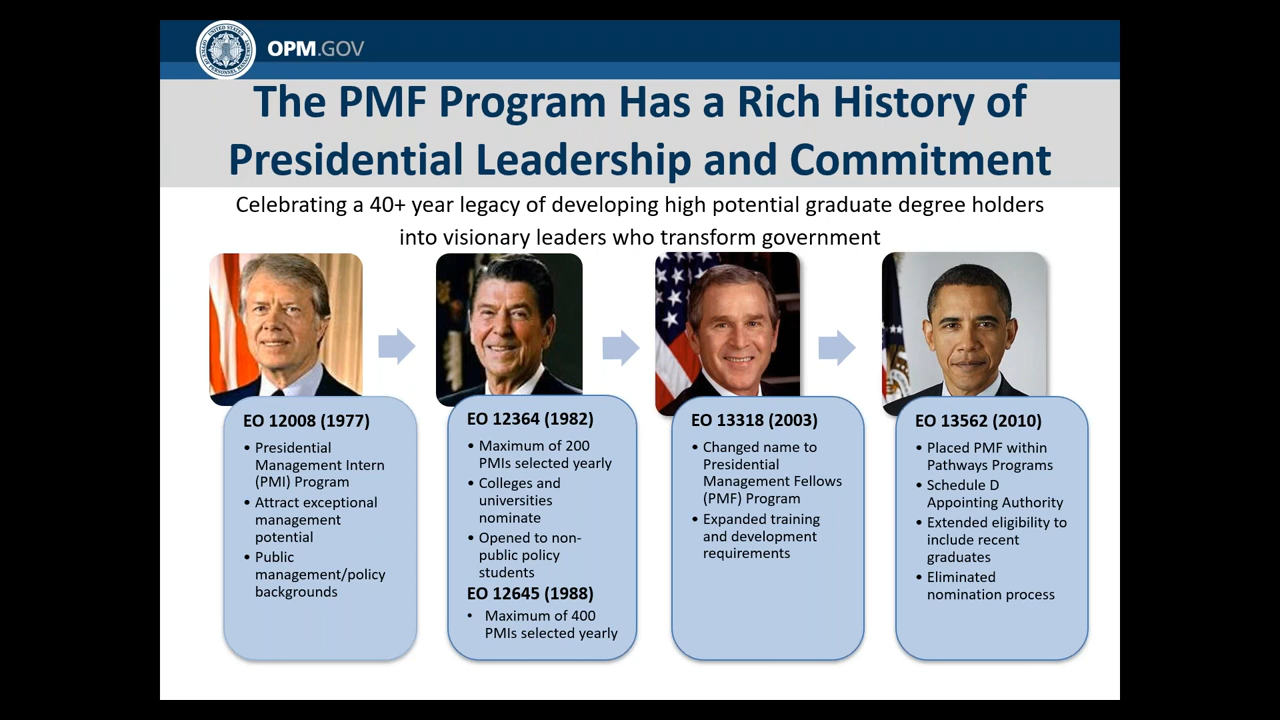 OPM.GOV
The PMF Program Has a Rich History of
Presidential Leadership and Commitment
Celebrating a 40+ year legacy of developing high potential graduate degree holders
into visionary leaders who transform government
EO 12008 (1977)
• Presidential
Management Intern
(PMI) Program
• Attract exceptional
management
potential
• Public
management/policy
backgrounds
EO 12364 (1982)
• Maximum of 200
PMIs selected yearly
• Colleges and
universities
nominate
• Opened to non-
public policy
students
EO 12645 (1988)
• Maximum of 400
PMIs selected yearly
EO 13318 (2003)
• Changed name to
Presidential
Management Fellows
(PMF) Program
• Expanded training
and development
requirements
EO 13562 (2010)
• Placed PMF within
Pathways Programs
• Schedule D
Appointing Authority
• Extended eligibility to
include recent
graduates
• Eliminated
nomination process